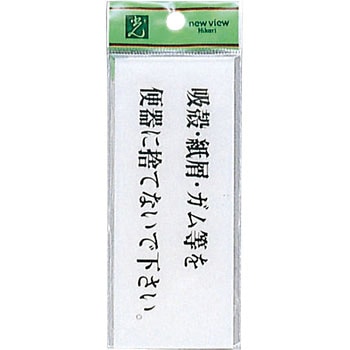 光
new view
Hikari
吸殻・紙屑・ガム等を
便器に捨てないで下さい。